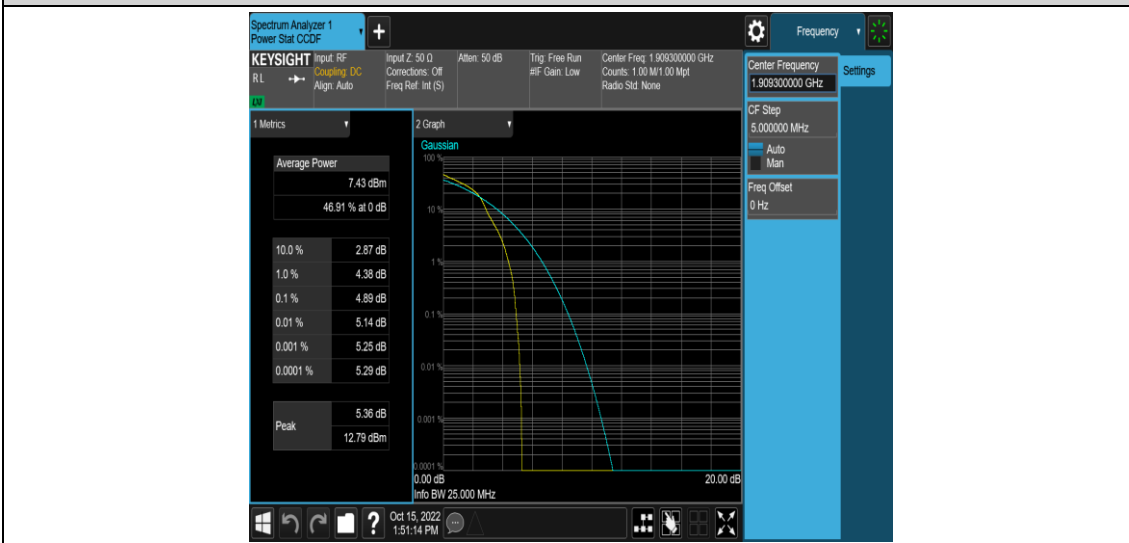 Spectrum Analyzer 1
Power Stat CCDF
+
Frequency
KEYSIGHT
RL
LXI
Input: RF
Coupling: DC
Align: Auto
Input Z: 50 Ω
Corrections: Off
Freq Ref: Int (S)
Atten: 50 dB
Trig: Free Run
#IF Gain: Low
Center Freq: 1.909300000 GHz
Counts: 1.00 M/1.00 Mpt
Radio Std: None
Center Frequency
1.909300000 GHz
Settings
CF Step
5.000000 MHz
Auto
Man
Freq Offset
0 Hz
1 Metrics
Average Power
7.43 dBm
46.91 % at 0 dB
10.0 % 2.87 dB
1.0 % 4.38 dB
0.1 % 4.89 dB
0.01 % 5.14 dB
0.001 % 5.25 dB
0.0001 % 5.29 dB
Peak
5.36 dB
12.79 dBm
2 Graph
Gaussian
100 %
10 %
1 %
0.1 %
0.01 %
0.001 %
0.0001 %
0.00 dB 20.00 dB
Info BW 25.000 MHz
?
Oct 15, 2022
1:51:14 PM